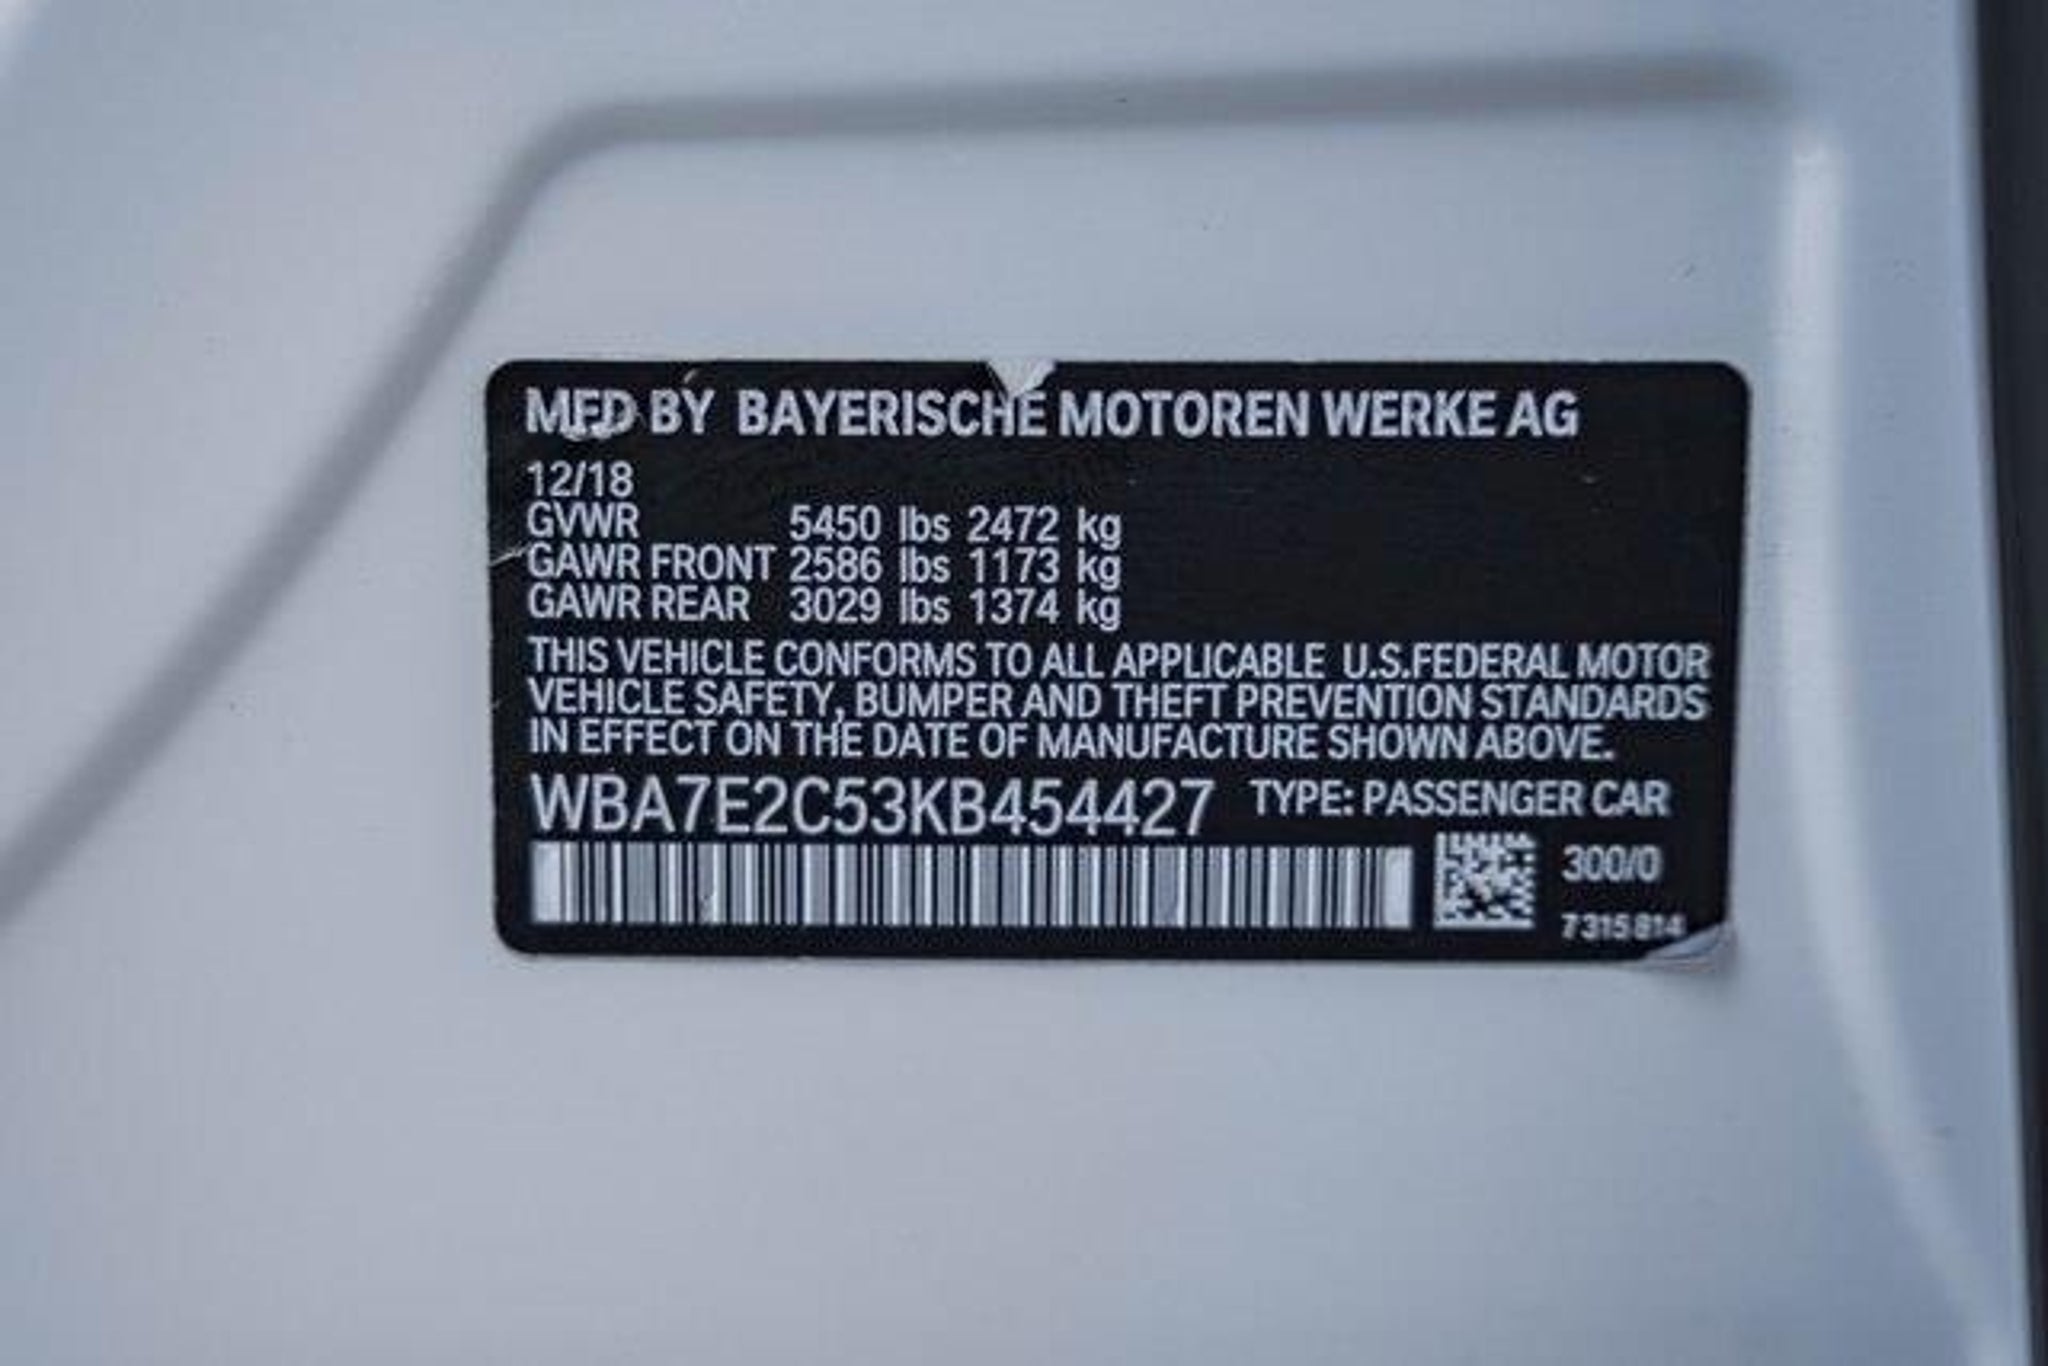 MFD BY BAYERISCHE MOTOREN WERKE AG
12/18
GVWR 5450 lbs 2472 kg
GAWR FRONT 2586 lbs 1173 kg
GAWR REAR 3029 lbs 1374 kg
THIS VEHICLE CONFORMS TO ALL APPLICABLE U.S.FEDERAL MOTOR
VEHICLE SAFETY, BUMPER AND THEFT PREVENTION STANDARDS
IN EFFECT ON THE DATE OF MANUFACTURE SHOWN ABOVE.
WBA7E2C53KB454427 TYPE: PASSENGER CAR
300/0
7315814